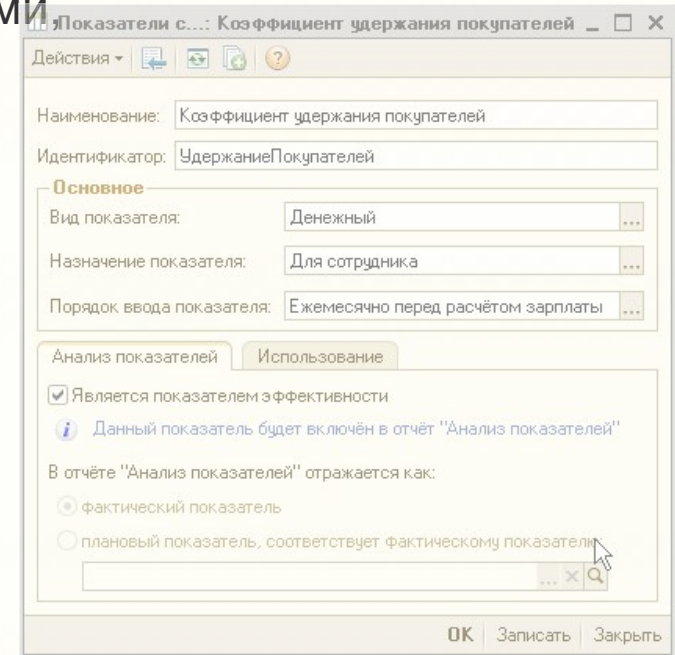 ми,
Показатели с...: Коэффициент удержания покупателей
Действия
Наименование: Коэффициент удержания покупателей
Идентификатор: УдержаниеПокупателей
Основное
Вид показателя: Денежный ...
Назначение показателя: Для сотрудника ...
Порядок ввода показателя: Ежемесячно перед расчётом зарплаты ...
Анализ показателей Использование
Является показателем эффективности
Данный показатель будет включён в отчёт "Анализ показателей"
В отчёте "Анализ показателей" отражается как:
фактический показатель
плановый показатель, соответствует фактическому показателю
...
OK Записать Закрыть